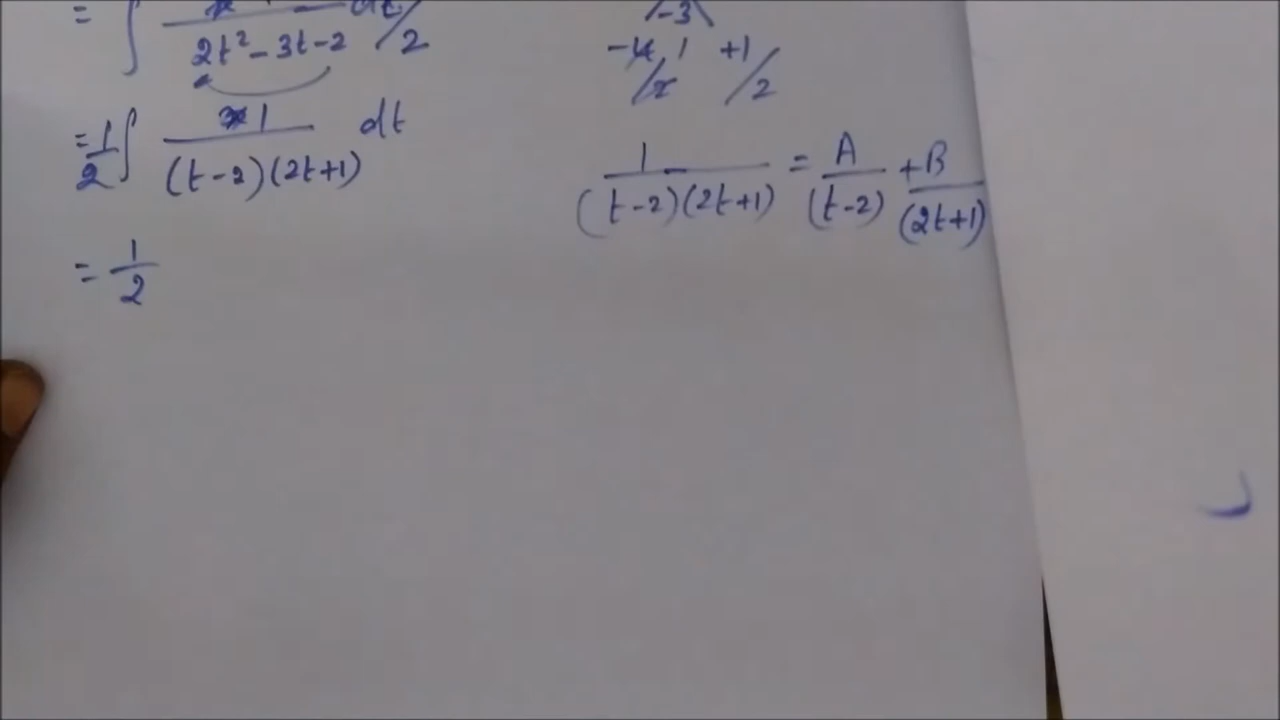 = ∫ dt/2
2t² - 3t - 2
= 1/2 ∫ 1/((t-2)(2t+1)) dt
= 1/2
-3
-4/2 +1/2
1/((t-2)(2t+1)) = A/(t-2) + B/(2t+1)